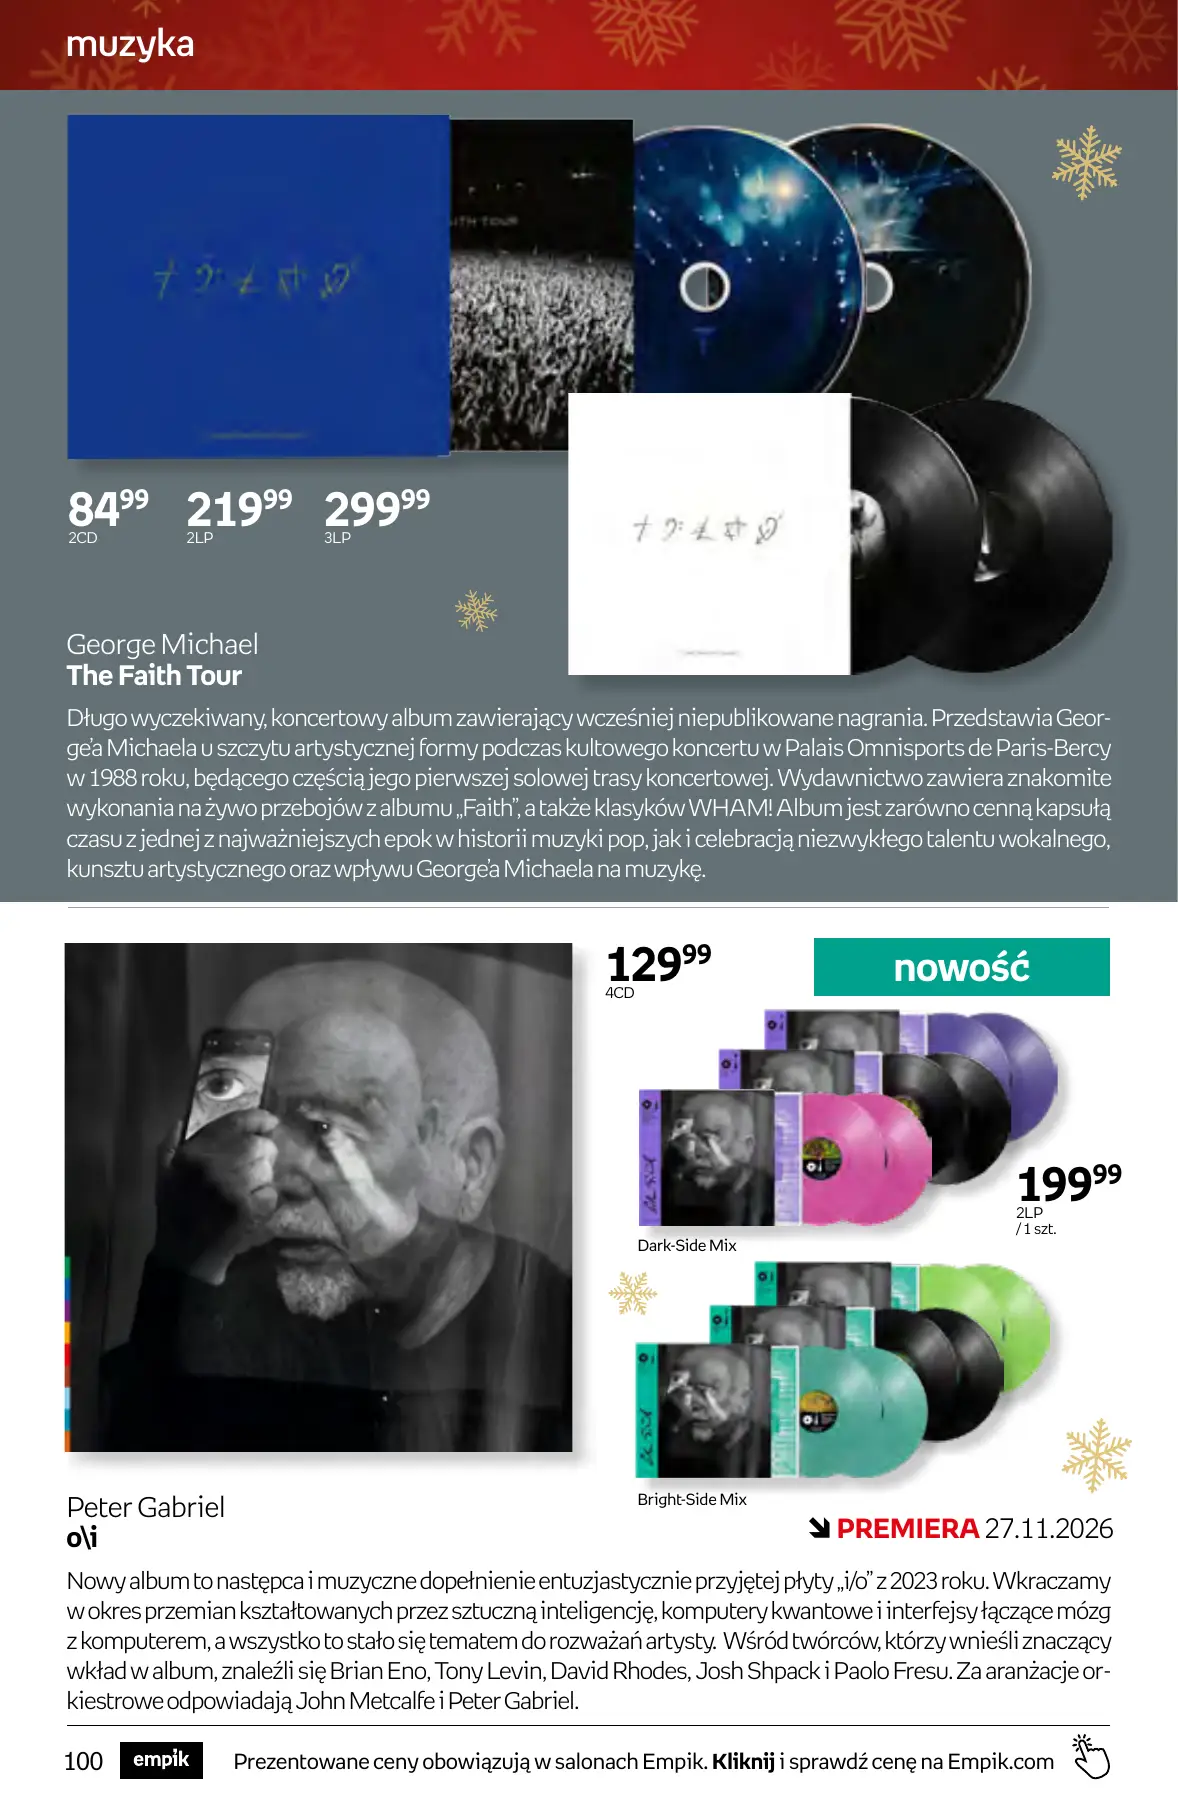 muzyka
84⁹⁹
2CD
219⁹⁹
2LP
299⁹⁹
3LP
George Michael
The Faith Tour
Długo wyczekiwany, koncertowy album zawierający wcześniej niepublikowane nagrania. Przedstawia Geor-
ge’a Michaela u szczytu artystycznej formy podczas kultowego koncertu w Palais Omnisports de Paris-Bercy
w 1988 roku, będącego częścią jego pierwszej solowej trasy koncertowej. Wydawnictwo zawiera znakomite
wykonania na żywo przebojów z albumu „Faith”, a także klasyków WHAM! Album jest zarówno cenną kapsułą
czasu z jednej z najważniejszych epok w historii muzyki pop, jak i celebracją niezwykłego talentu wokalnego,
kunsztu artystycznego oraz wpływu George’a Michaela na muzykę.
129⁹⁹
4CD
nowość
199⁹⁹
2LP
/ 1 szt.
Dark-Side Mix
Bright-Side Mix
PREMIERA 27.11.2026
Peter Gabriel
o\i
Nowy album to następca i muzyczne dopełnienie entuzjastycznie przyjętej płyty „i/o” z 2023 roku. Wkraczamy
w okres przemian kształtowanych przez sztuczną inteligencję, komputery kwantowe i interfejsy łączące mózg
z komputerem, a wszystko to stało się tematem do rozważań artysty. Wśród twórców, którzy wnieśli znaczący
wkład w album, znaleźli się Brian Eno, Tony Levin, David Rhodes, Josh Shpack i Paolo Fresu. Za aranżacje or-
kiestrowe odpowiadają John Metcalfe i Peter Gabriel.
100 empik Prezentowane ceny obowiązują w salonach Empik. Kliknij i sprawdź cenę na Empik.com